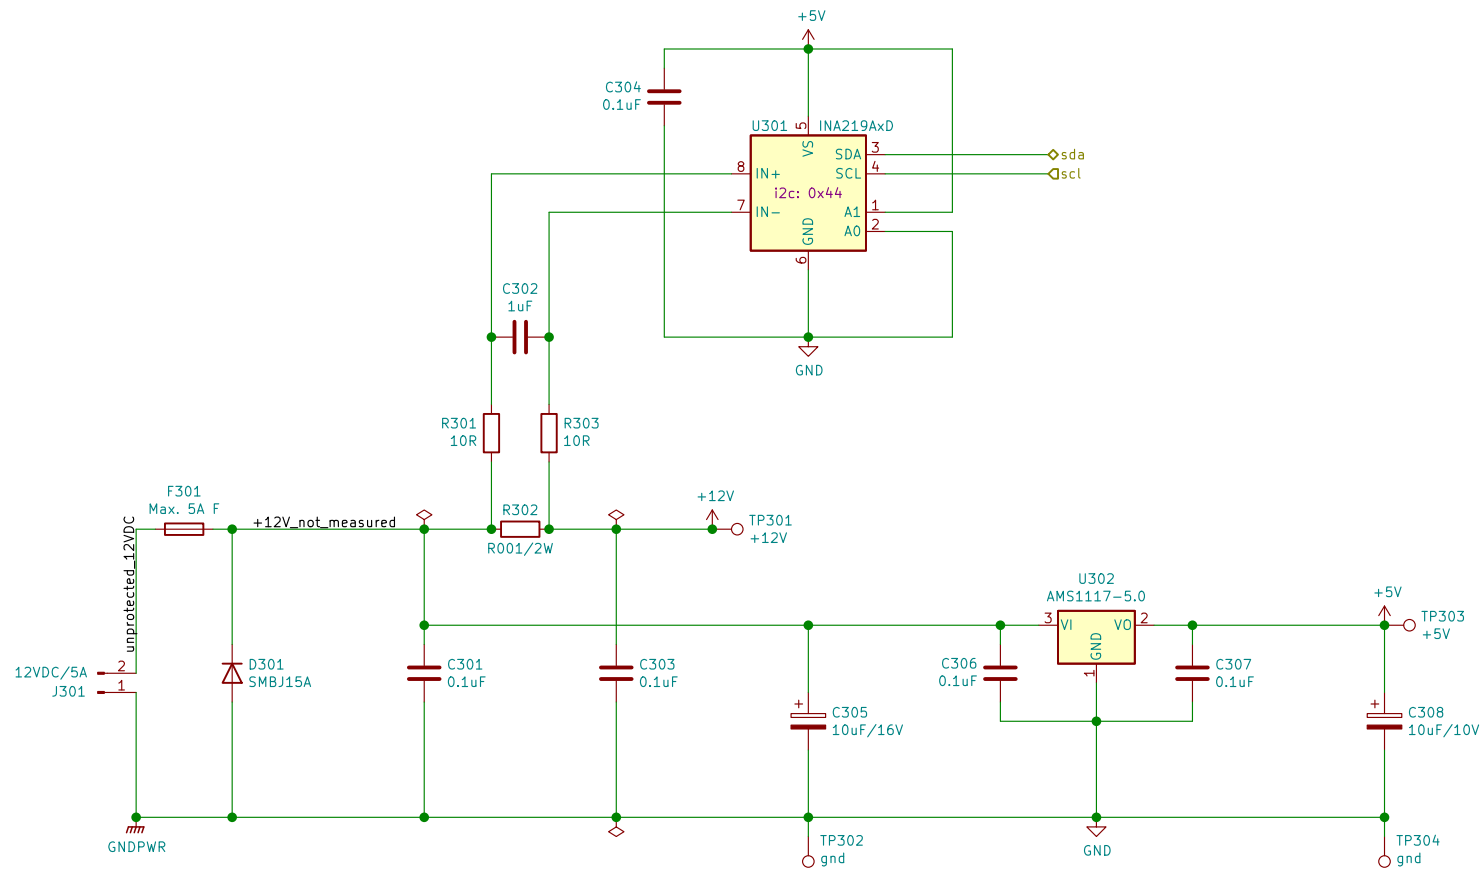 +5V
C304
0.1uF
U301
INA219AxD
5
VS
SDA
3
sda
SCL
4
scl
8
IN+
i2c: 0x44
7
IN-
A1
1
A0
2
GND
6
C302
1uF
GND
R301
10R
R303
10R
F301
Max. 5A F
+12V_not_measured
unprotected_12VDC
R302
R001/2W
+12V
TP301
+12V
U302
AMS1117-5.0
3
VI
VO
2
GND
1
+5V
TP303
+5V
12VDC/5A
2
J301
1
D301
SMBJ15A
C301
0.1uF
C303
0.1uF
C306
0.1uF
C307
0.1uF
+
C305
10uF/16V
+
C308
10uF/10V
GNDPWR
TP302
gnd
GND
TP304
gnd